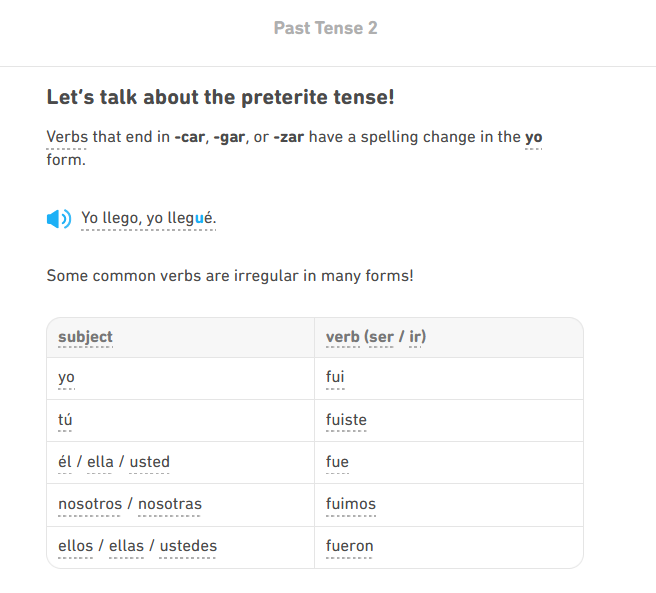 Past Tense 2
Let's talk about the preterite tense!
Verbs that end in -car, -gar, or -zar have a spelling change in the yo
form.
Yo llego, yo llegué.
Some common verbs are irregular in many forms!
subject verb (ser / ir)
yo fui
tú fuiste
él / ella / usted fue
nosotros / nosotras fuimos
ellos / ellas / ustedes fueron